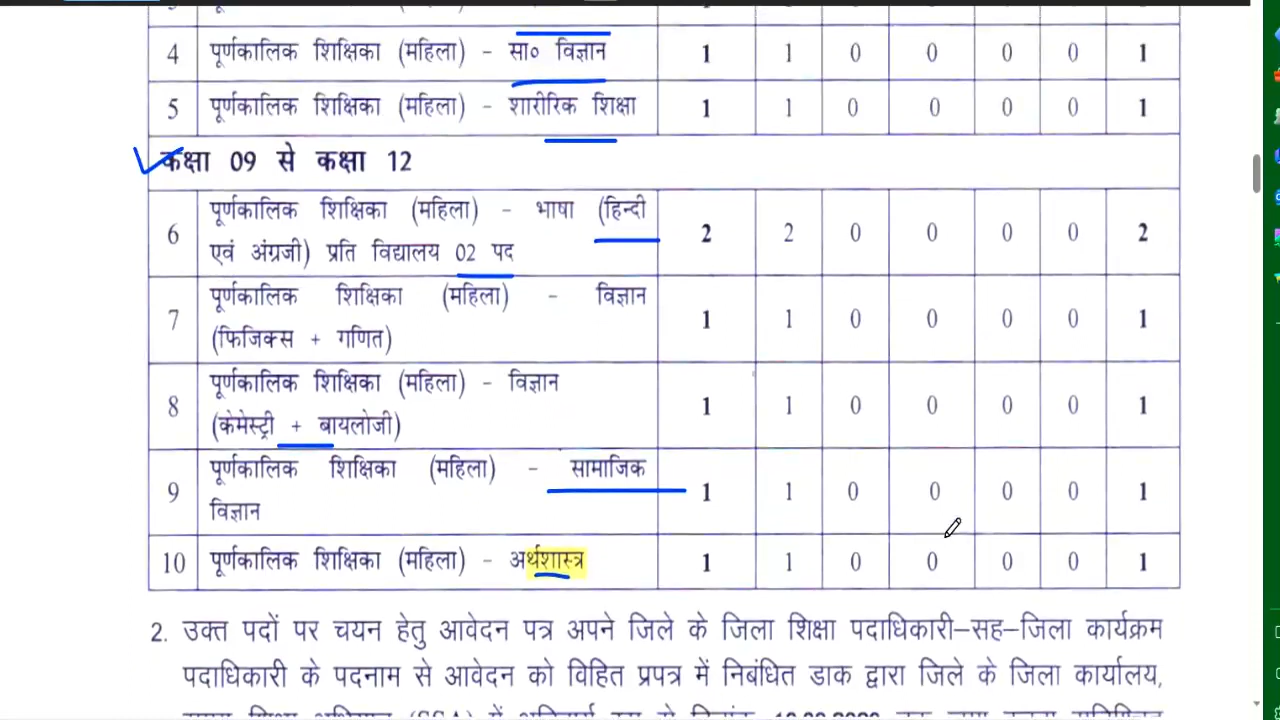 4 पूर्णकालिक शिक्षिका (महिला) - सा० विज्ञान 1 1 0 0 0 0 1
5 पूर्णकालिक शिक्षिका (महिला) - शारीरिक शिक्षा 1 1 0 0 0 0 1
कक्षा 09 से कक्षा 12
6 पूर्णकालिक शिक्षिका (महिला) - भाषा (हिन्दी 2 2 0 0 0 0 2
एवं अंग्रजी) प्रति विद्यालय 02 पद
7 पूर्णकालिक शिक्षिका (महिला) - विज्ञान 1 1 0 0 0 0 1
(फिजिक्स + गणित)
8 पूर्णकालिक शिक्षिका (महिला) - विज्ञान 1 1 0 0 0 0 1
(केमेस्ट्री + बायलोजी)
9 पूर्णकालिक शिक्षिका (महिला) - सामाजिक 1 1 0 0 0 0 1
विज्ञान
10 पूर्णकालिक शिक्षिका (महिला) - अर्थशास्त्र 1 1 0 0 0 0 1
2. उक्त पदों पर चयन हेतु आवेदन पत्र अपने जिले के जिला शिक्षा पदाधिकारी–सह–जिला कार्यक्रम
पदाधिकारी के पदनाम से आवेदन को विहित प्रपत्र में निबंधित डाक द्वारा जिले के जिला कार्यालय,